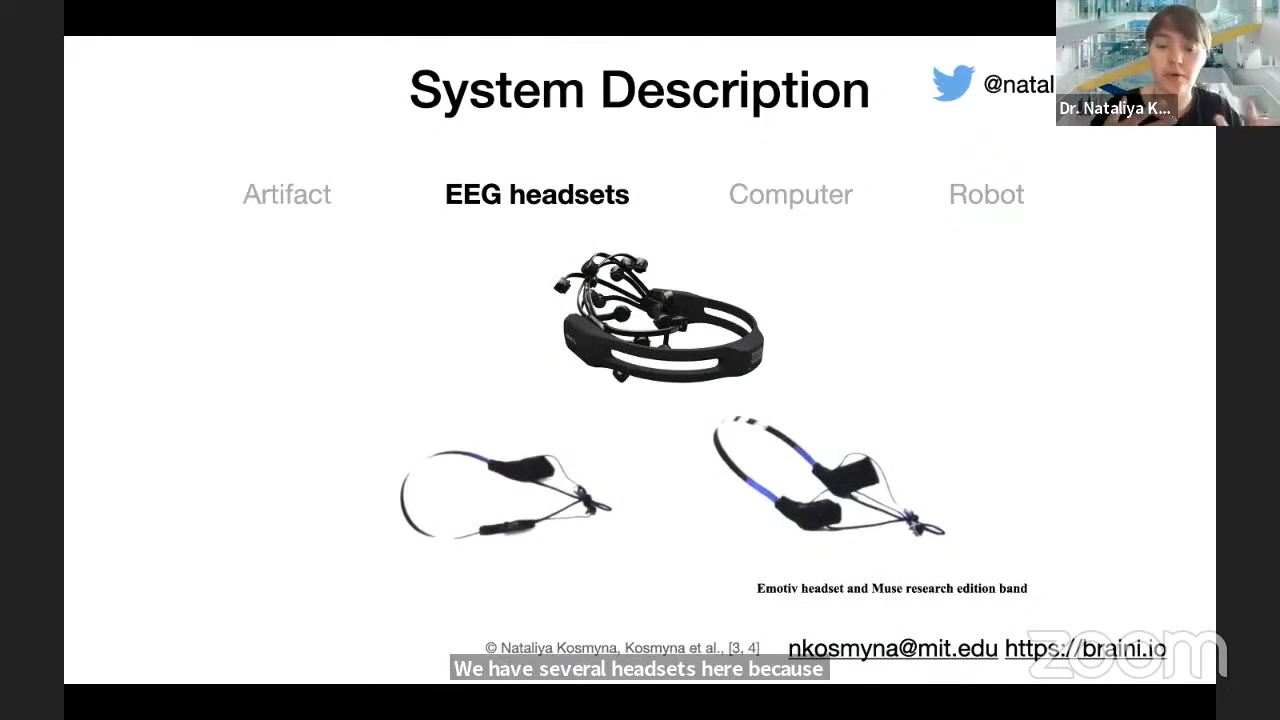 System Description
@natal
Dr. Nataliya K...
Artifact
EEG headsets
Computer
Robot
Emotiv headset and Muse research edition band
© Nataliya Kosmyna, Kosmyna et al., [3, 4]
nkosmyna@mit.edu https://braini.io
We have several headsets here because
zoom